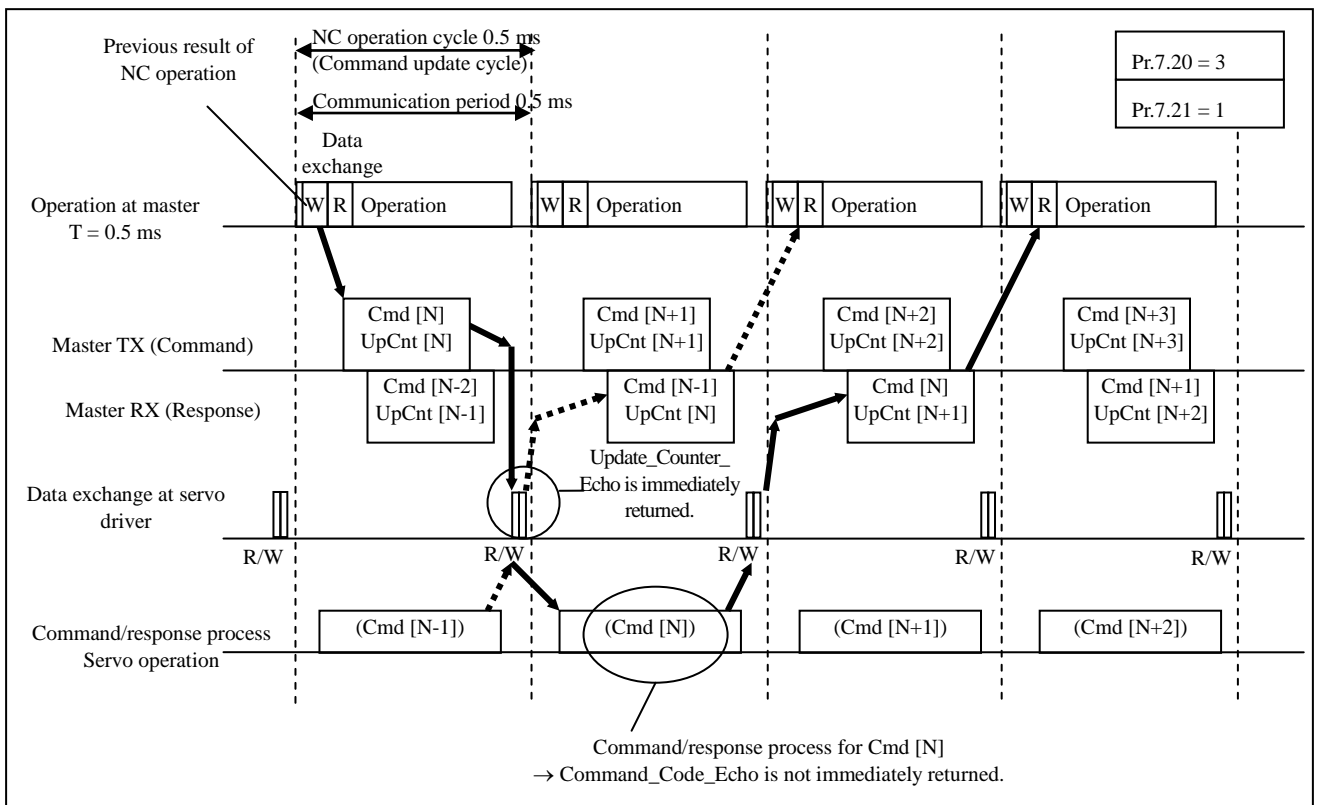 Previous result of
NC operation
NC operation cycle 0.5 ms
(Command update cycle)
Communication period 0.5 ms
Pr.7.20 = 3
Pr.7.21 = 1
Data
exchange
Operation at master
T = 0.5 ms
W R Operation
W R Operation
W R Operation
W R Operation
Master TX (Command)
Cmd [N]
UpCnt [N]
Cmd [N+1]
UpCnt [N+1]
Cmd [N+2]
UpCnt [N+2]
Cmd [N+3]
UpCnt [N+3]
Master RX (Response)
Cmd [N-2]
UpCnt [N-1]
Cmd [N-1]
UpCnt [N]
Cmd [N]
UpCnt [N+1]
Cmd [N+1]
UpCnt [N+2]
Update_Counter_
Echo is immediately
returned.
Data exchange at servo
driver
R/W
R/W
R/W
R/W
R/W
Command/response process
Servo operation
(Cmd [N-1])
(Cmd [N])
(Cmd [N+1])
(Cmd [N+2])
Command/response process for Cmd [N]
→ Command_Code_Echo is not immediately returned.